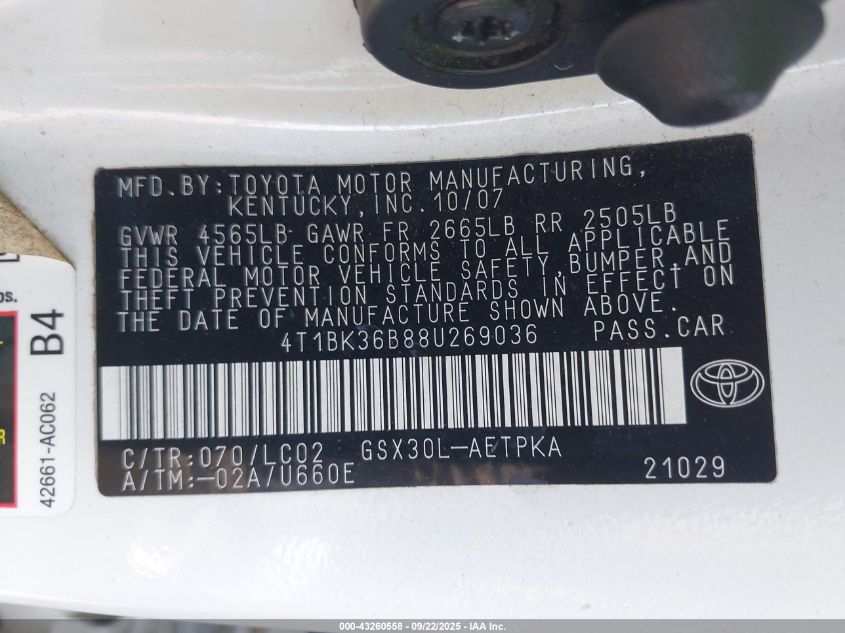 MFD. BY: TOYOTA MOTOR MANUFACTURING,
KENTUCKY, INC. 10/07
GVWR 4565LB GAWR FR 2665LB RR 2505LB
THIS VEHICLE CONFORMS TO ALL APPLICABLE
FEDERAL MOTOR VEHICLE SAFETY, BUMPER, AND
THEFT PREVENTION STANDARDS IN EFFECT ON
THE DATE OF MANUFACTURE SHOWN ABOVE.
4T1BK36B88U269036 PASS. CAR
C/TR: 070/LC02 GSX30L-AETPKA
A/TM: -02A/U660E 21029
B4
42661-AC062
000-43260558 - 09/22/2025 - IAA Inc.